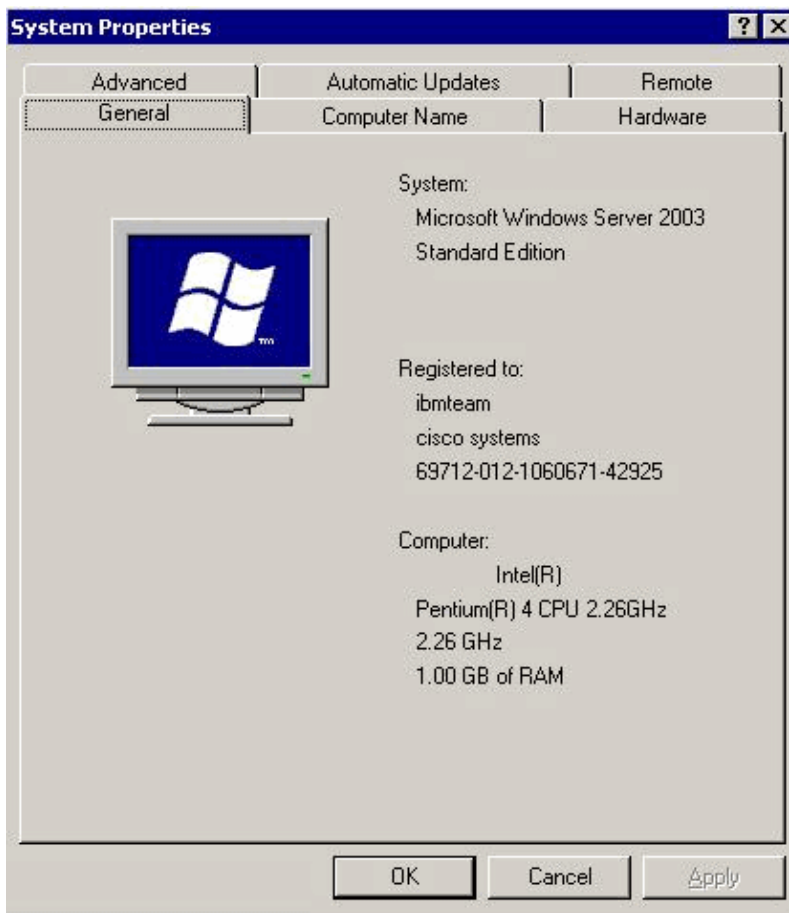 System Properties
Advanced
Automatic Updates
Remote
General
Computer Name
Hardware
System:
Microsoft Windows Server 2003
Standard Edition
TM
Registered to:
ibmteam
cisco systems
69712-012-1060671-42925
Computer:
Intel(R)
Pentium(R) 4 CPU 2.26GHz
2.26 GHz
1.00 GB of RAM
OK
Cancel
Apply